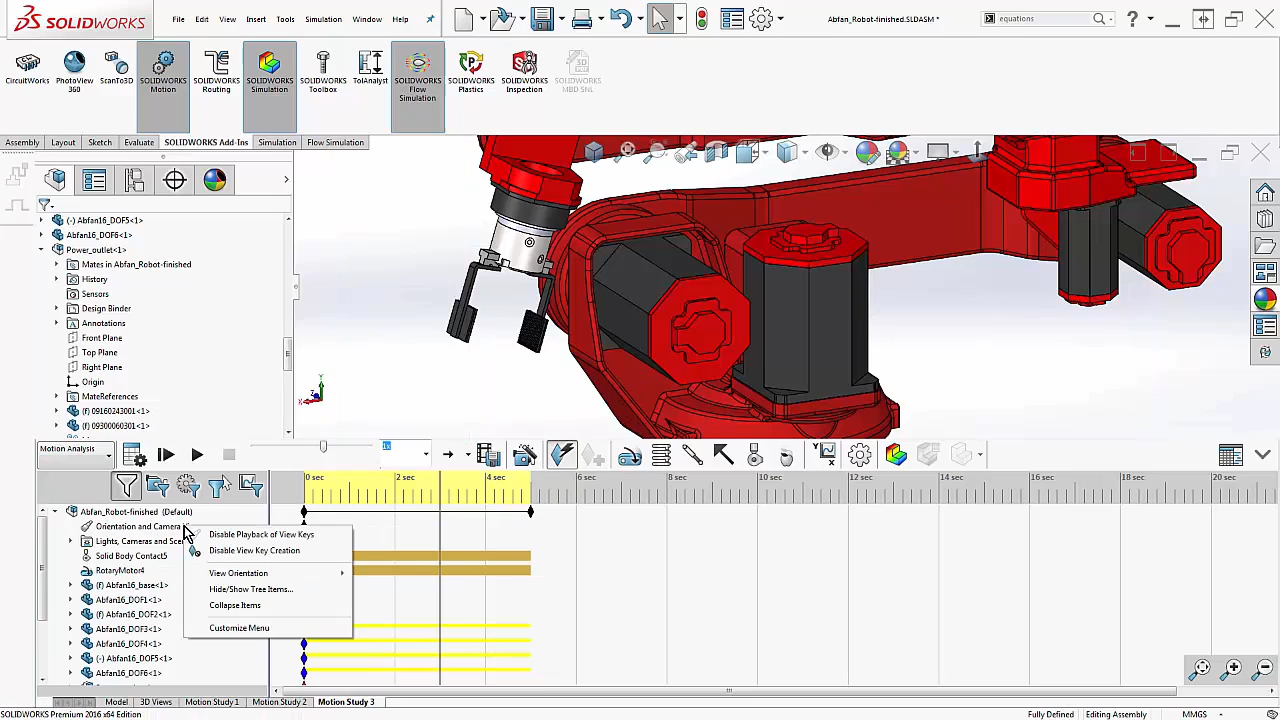 SOLIDWORKS
File Edit View Insert Tools Simulation Window Help
Abfan_Robot-finished.SLDASM *
equations
CircuitWorks
PhotoView 360
ScanTo3D
SOLIDWORKS Motion
SOLIDWORKS Routing
SOLIDWORKS Simulation
SOLIDWORKS Toolbox
TolAnalyst
SOLIDWORKS Flow Simulation
SOLIDWORKS Plastics
SOLIDWORKS Inspection
SOLIDWORKS MBD SNL
Assembly Layout Sketch Evaluate SOLIDWORKS Add-Ins Simulation Flow Simulation
(-) Abfan16_DOF5<1>
Abfan16_DOF6<1>
Power_outlet<1>
Mates in Abfan_Robot-finished
History
Sensors
Design Binder
Annotations
Front Plane
Top Plane
Right Plane
Origin
MateReferences
(f) 09160243001<1>
(f) 09300060301<1>
Motion Analysis
0 sec 2 sec 4 sec 6 sec 8 sec 10 sec 12 sec 14 sec 16 sec 18 sec 20 sec
Abfan_Robot-finished (Default)
Orientation and Camera
Lights, Cameras and Sce
Solid Body Contact5
RotaryMotor4
(f) Abfan16_base<1>
Abfan16_DOF1<1>
(f) Abfan16_DOF2<1>
Abfan16_DOF3<1>
Abfan16_DOF4<1>
(-) Abfan16_DOF5<1>
Abfan16_DOF6<1>
Disable Playback of View Keys
Disable View Key Creation
View Orientation
Hide/Show Tree Items...
Collapse Items
Customize Menu
Model 3D Views Motion Study 1 Motion Study 2 Motion Study 3
SOLIDWORKS Premium 2016 x64 Edition
Fully Defined Editing Assembly MMGS